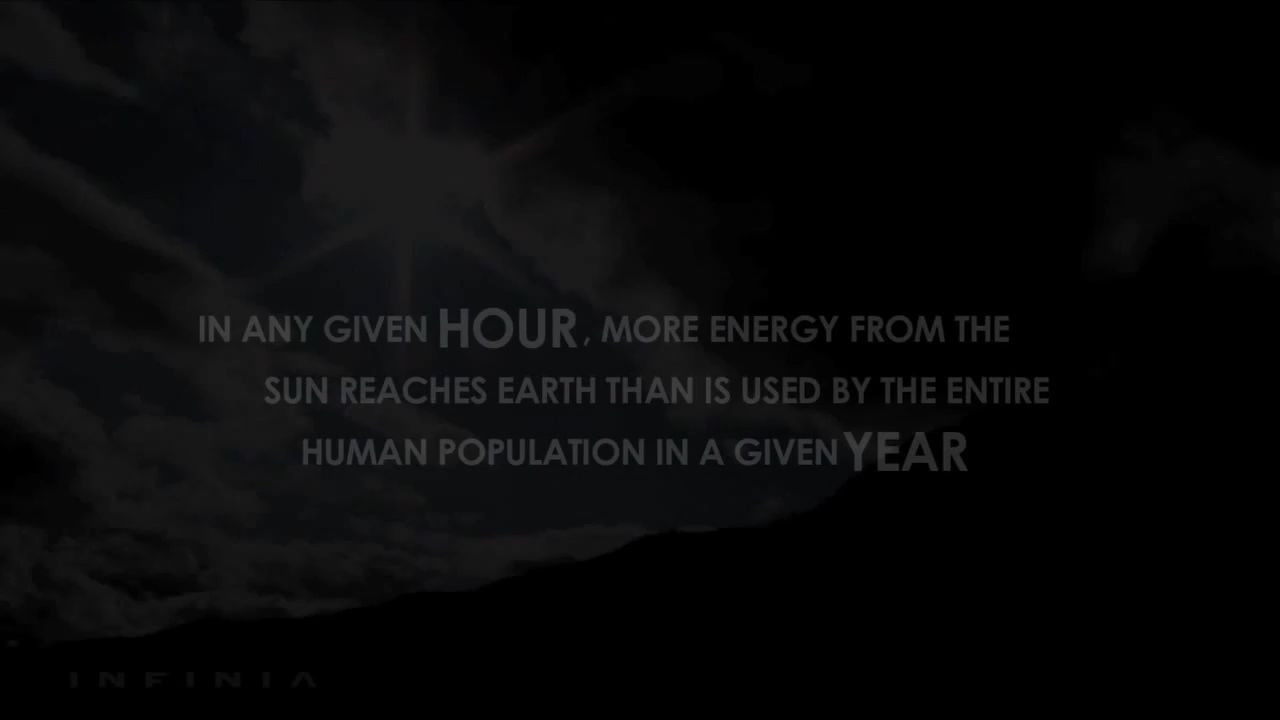 IN ANY GIVEN HOUR, MORE ENERGY FROM THE
SUN REACHES EARTH THAN IS USED BY THE ENTIRE
HUMAN POPULATION IN A GIVEN YEAR
INFINIA